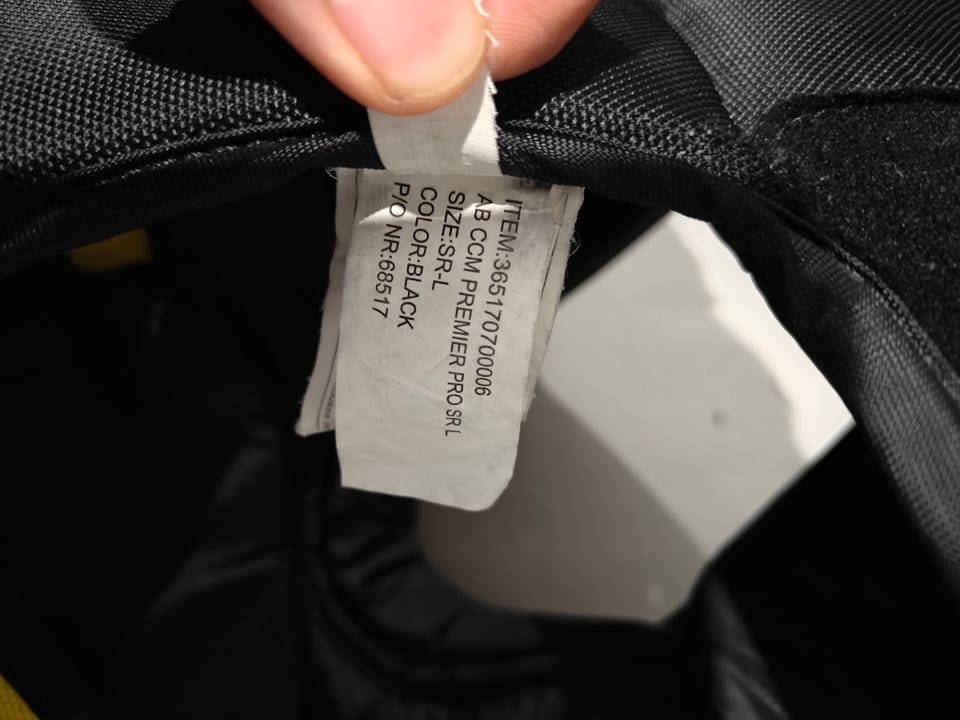 ITEM:365170700006
AB CCM PREMIER PRO SR L
SIZE:SR-L
COLOR:BLACK
P/O NR:68517